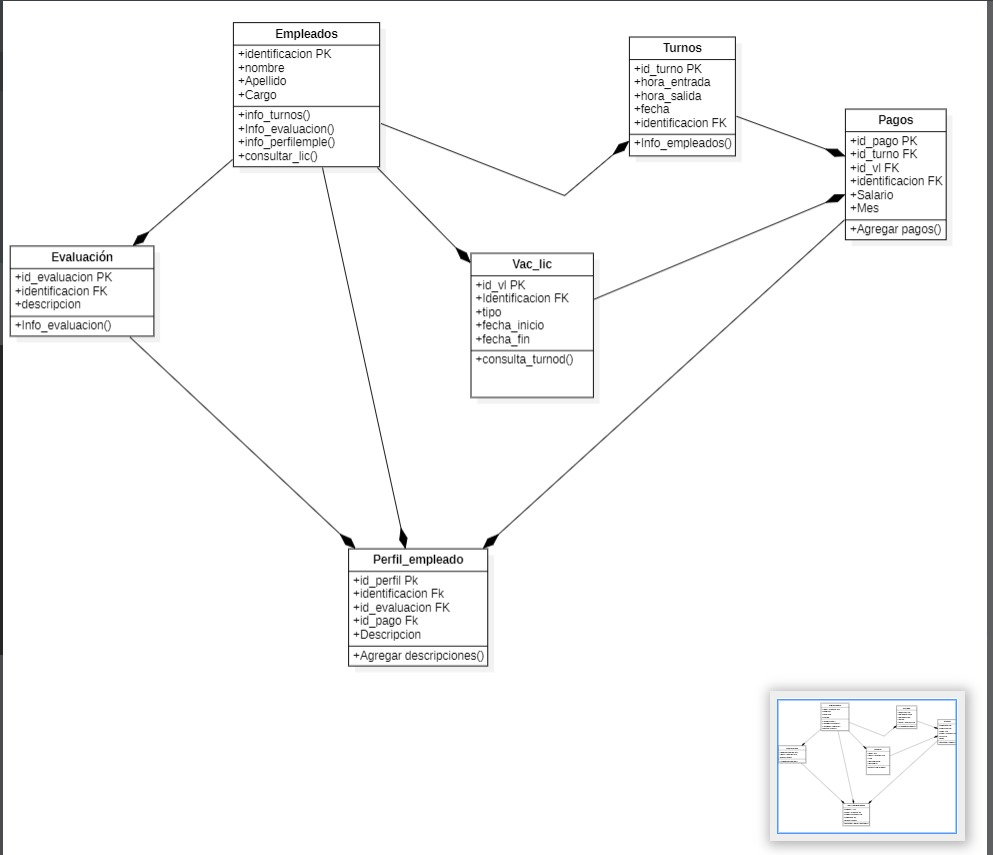 Empleados
+identificacion PK
+nombre
+Apellido
+Cargo
+info_turnos()
+Info_evaluacion()
+info_perfilemple()
+consultar_lic()
Turnos
+id_turno PK
+hora_entrada
+hora_salida
+fecha
+identificacion FK
+Info_empleados()
Pagos
+id_pago PK
+id_turno FK
+id_vl FK
+identificacion FK
+Salario
+Mes
+Agregar pagos()
Evaluación
+id_evaluacion PK
+identificacion FK
+descripcion
+Info_evaluacion()
Vac_lic
+id_vl PK
+Identificacion FK
+tipo
+fecha_inicio
+fecha_fin
+consulta_turnod()
Perfil_empleado
+id_perfil Pk
+identificacion Fk
+id_evaluacion FK
+id_pago Fk
+Descripcion
+Agregar descripciones()